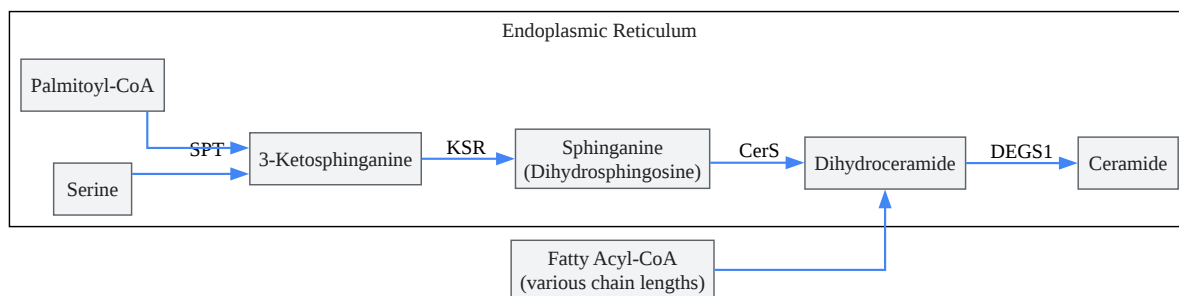 Endoplasmic Reticulum
Palmitoyl-CoA
SPT
Serine
3-Ketosphinganine
KSR
Sphinganine
(Dihydrosphingosine)
CerS
Dihydroceramide
DEGS1
Ceramide
Fatty Acyl-CoA
(various chain lengths)